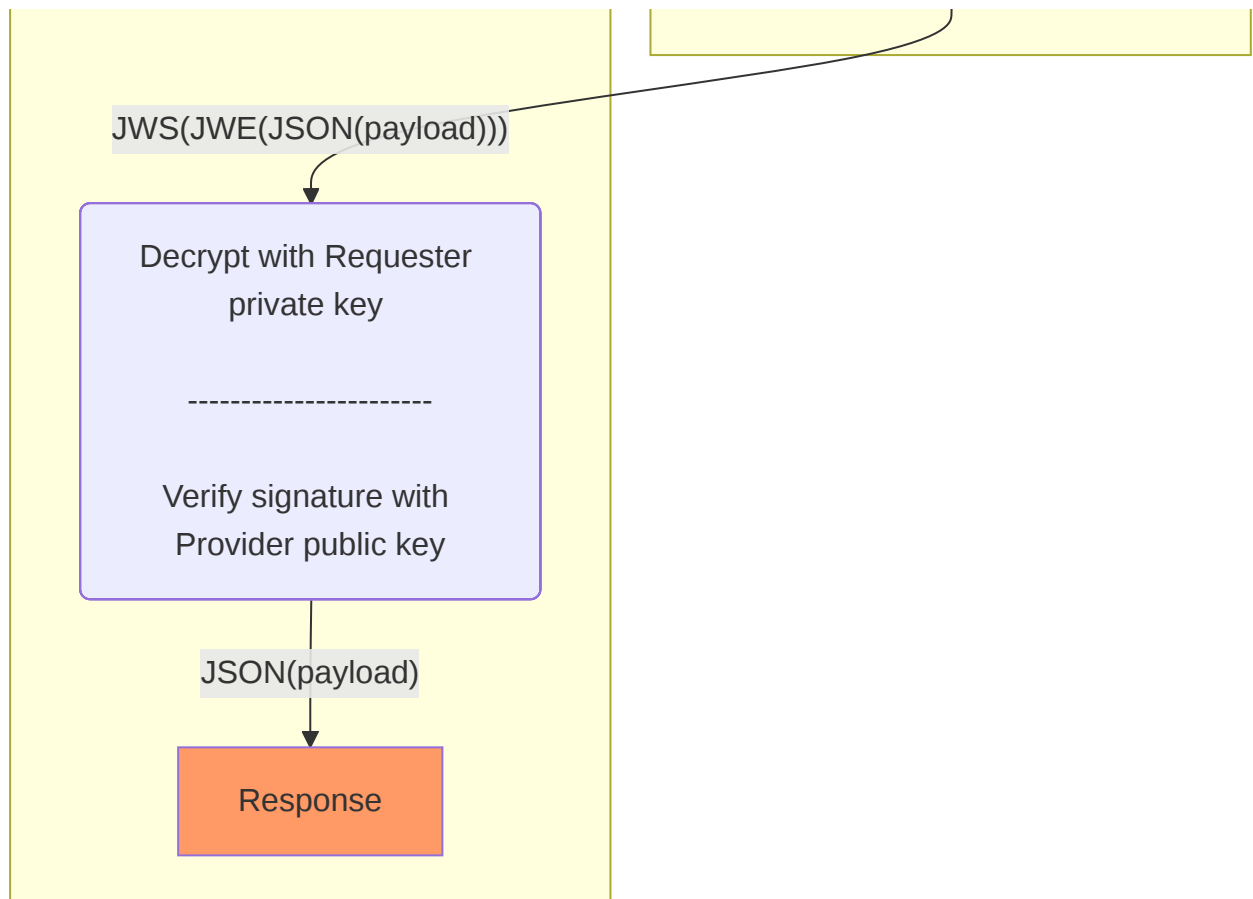 JWS(JWE(JSON(payload)))
Decrypt with Requester
private key
-----------------------
Verify signature with
Provider public key
JSON(payload)
Response